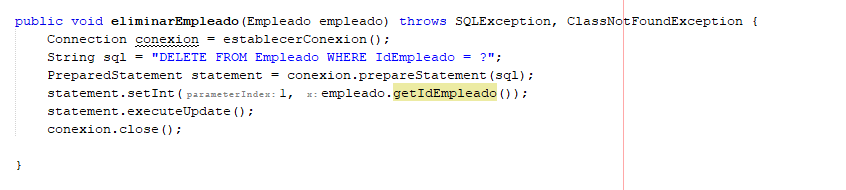 public void eliminarEmpleado(Empleado empleado) throws SQLException, ClassNotFoundException {
    Connection conexion = establecerConexion();
    String sql = "DELETE FROM Empleado WHERE IdEmpleado = ?";
    PreparedStatement statement = conexion.prepareStatement(sql);
    statement.setInt(parameterIndex: 1, x: empleado.getIdEmpleado());
    statement.executeUpdate();
    conexion.close();
}